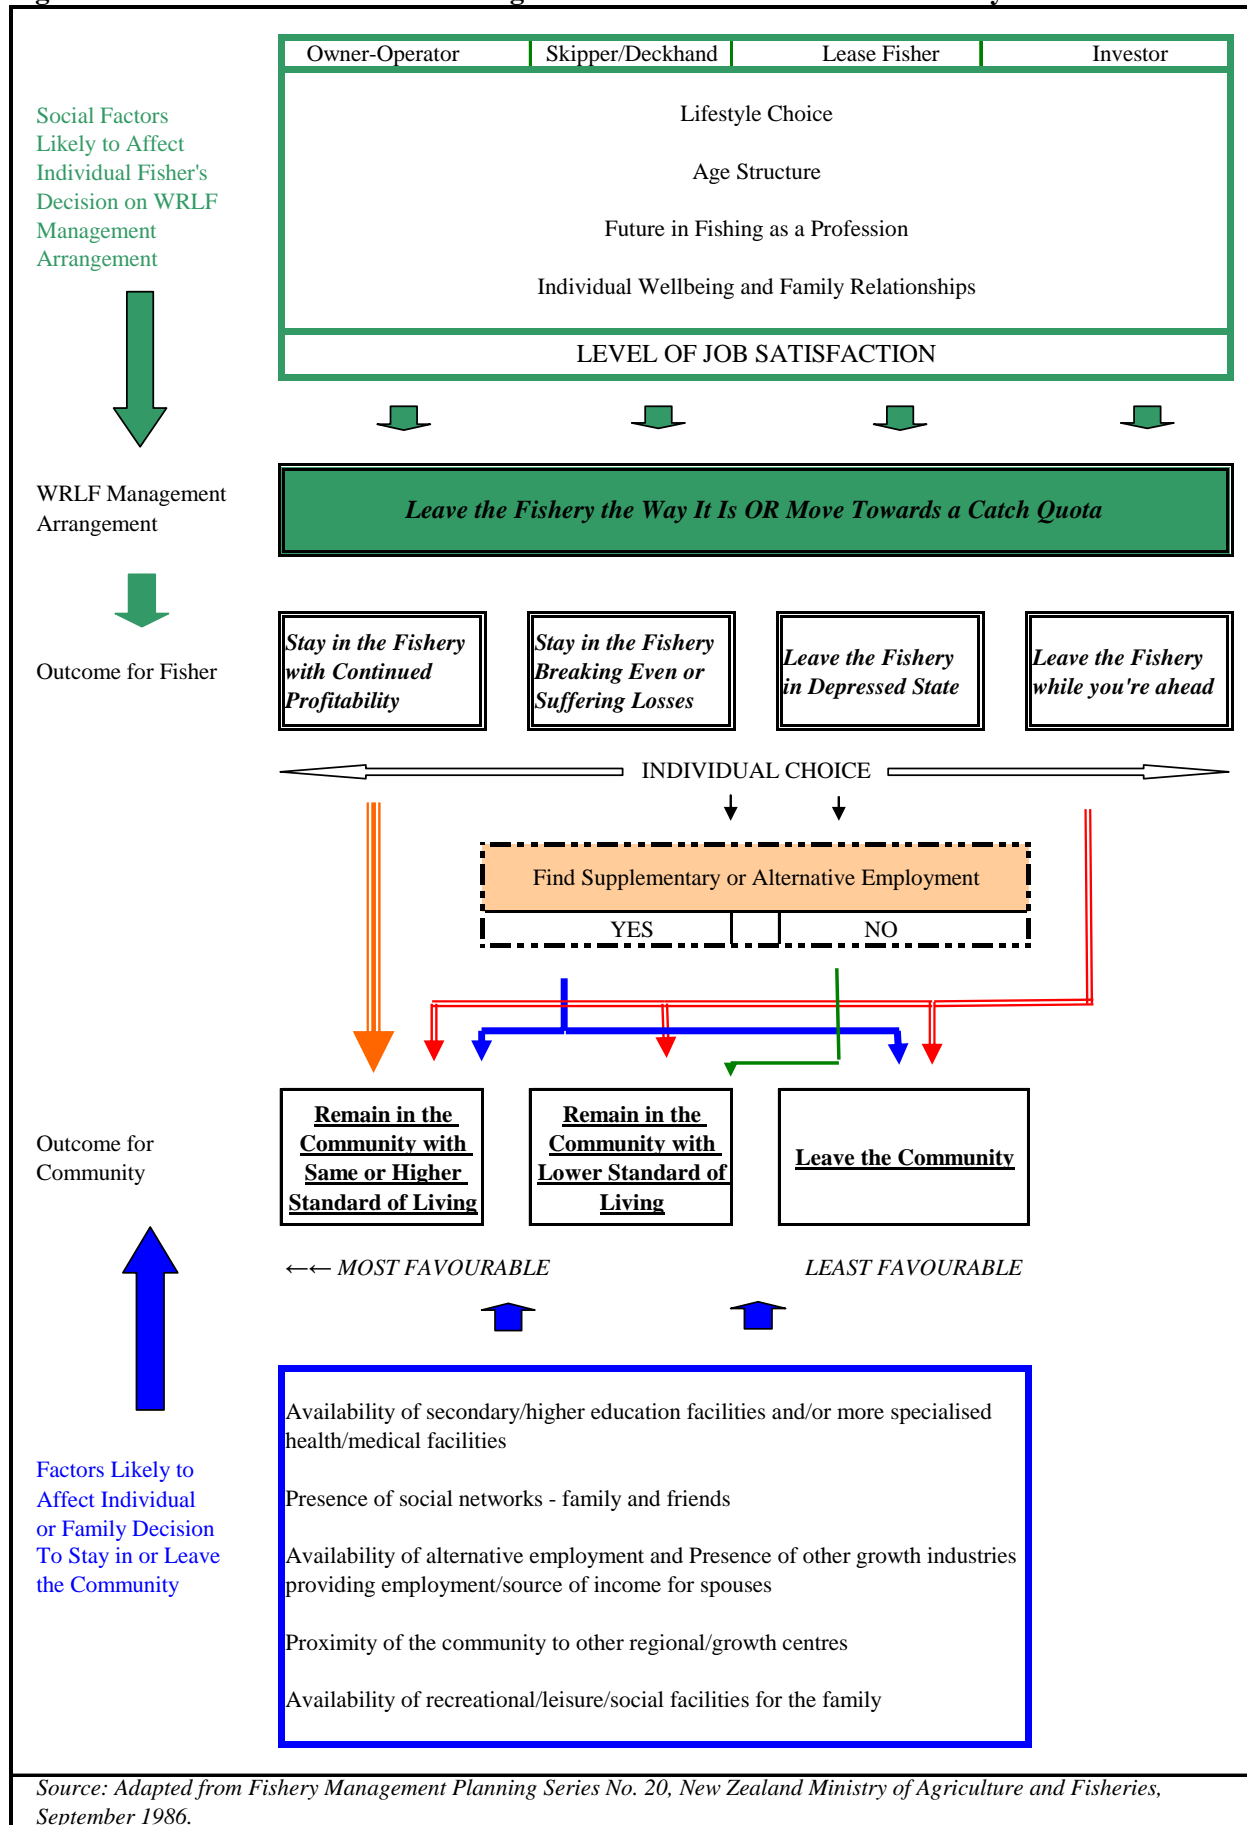 Owner-Operator Skipper/Deckhand Lease Fisher Investor
Social Factors
Likely to Affect
Individual Fisher's
Decision on WRLF
Management
Arrangement
Lifestyle Choice
Age Structure
Future in Fishing as a Profession
Individual Wellbeing and Family Relationships
LEVEL OF JOB SATISFACTION
WRLF Management
Arrangement
Leave the Fishery the Way It Is OR Move Towards a Catch Quota
Outcome for Fisher
Stay in the Fishery
with Continued
Profitability
Stay in the Fishery
Breaking Even or
Suffering Losses
Leave the Fishery
in Depressed State
Leave the Fishery
while you're ahead
INDIVIDUAL CHOICE
Find Supplementary or Alternative Employment
YES NO
Outcome for
Community
Remain in the
Community with
Same or Higher
Standard of Living
Remain in the
Community with
Lower Standard of
Living
Leave the Community
←← MOST FAVOURABLE LEAST FAVOURABLE
Factors Likely to
Affect Individual
or Family Decision
To Stay in or Leave
the Community
Availability of secondary/higher education facilities and/or more specialised
health/medical facilities
Presence of social networks - family and friends
Availability of alternative employment and Presence of other growth industries
providing employment/source of income for spouses
Proximity of the community to other regional/growth centres
Availability of recreational/leisure/social facilities for the family
Source: Adapted from Fishery Management Planning Series No. 20, New Zealand Ministry of Agriculture and Fisheries,
September 1986.